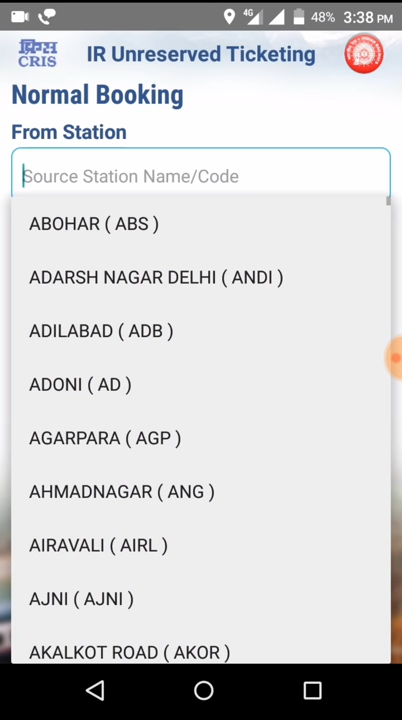 4G 48% 3:38 PM
क्रिस
CRIS
IR Unreserved Ticketing
Normal Booking
From Station
Source Station Name/Code
ABOHAR ( ABS )
ADARSH NAGAR DELHI ( ANDI )
ADILABAD ( ADB )
ADONI ( AD )
AGARPARA ( AGP )
AHMADNAGAR ( ANG )
AIRAVALI ( AIRL )
AJNI ( AJNI )
AKALKOT ROAD ( AKOR )